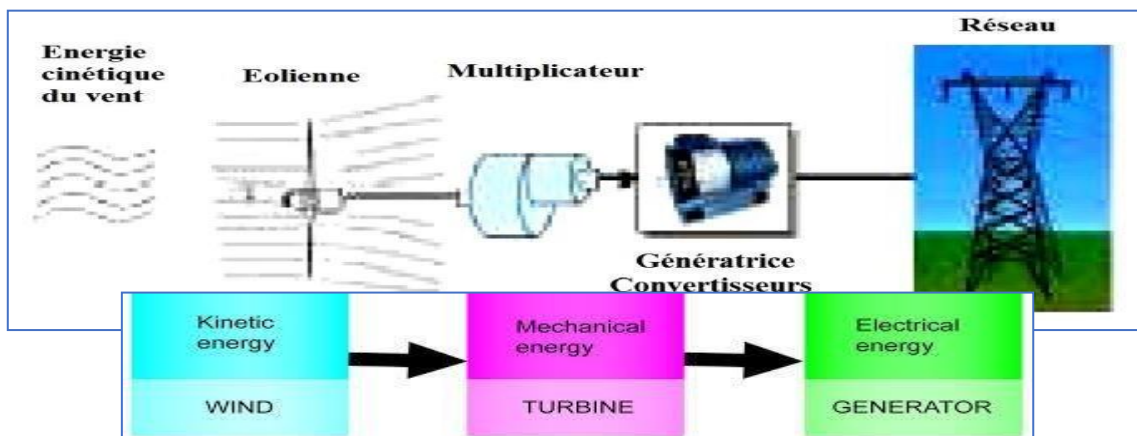 Energie
cinétique
du vent
Eolienne
Multiplicateur
Réseau
Génératrice
Convertisseurs
Kinetic
energy
Mechanical
energy
Electrical
energy
WIND
TURBINE
GENERATOR